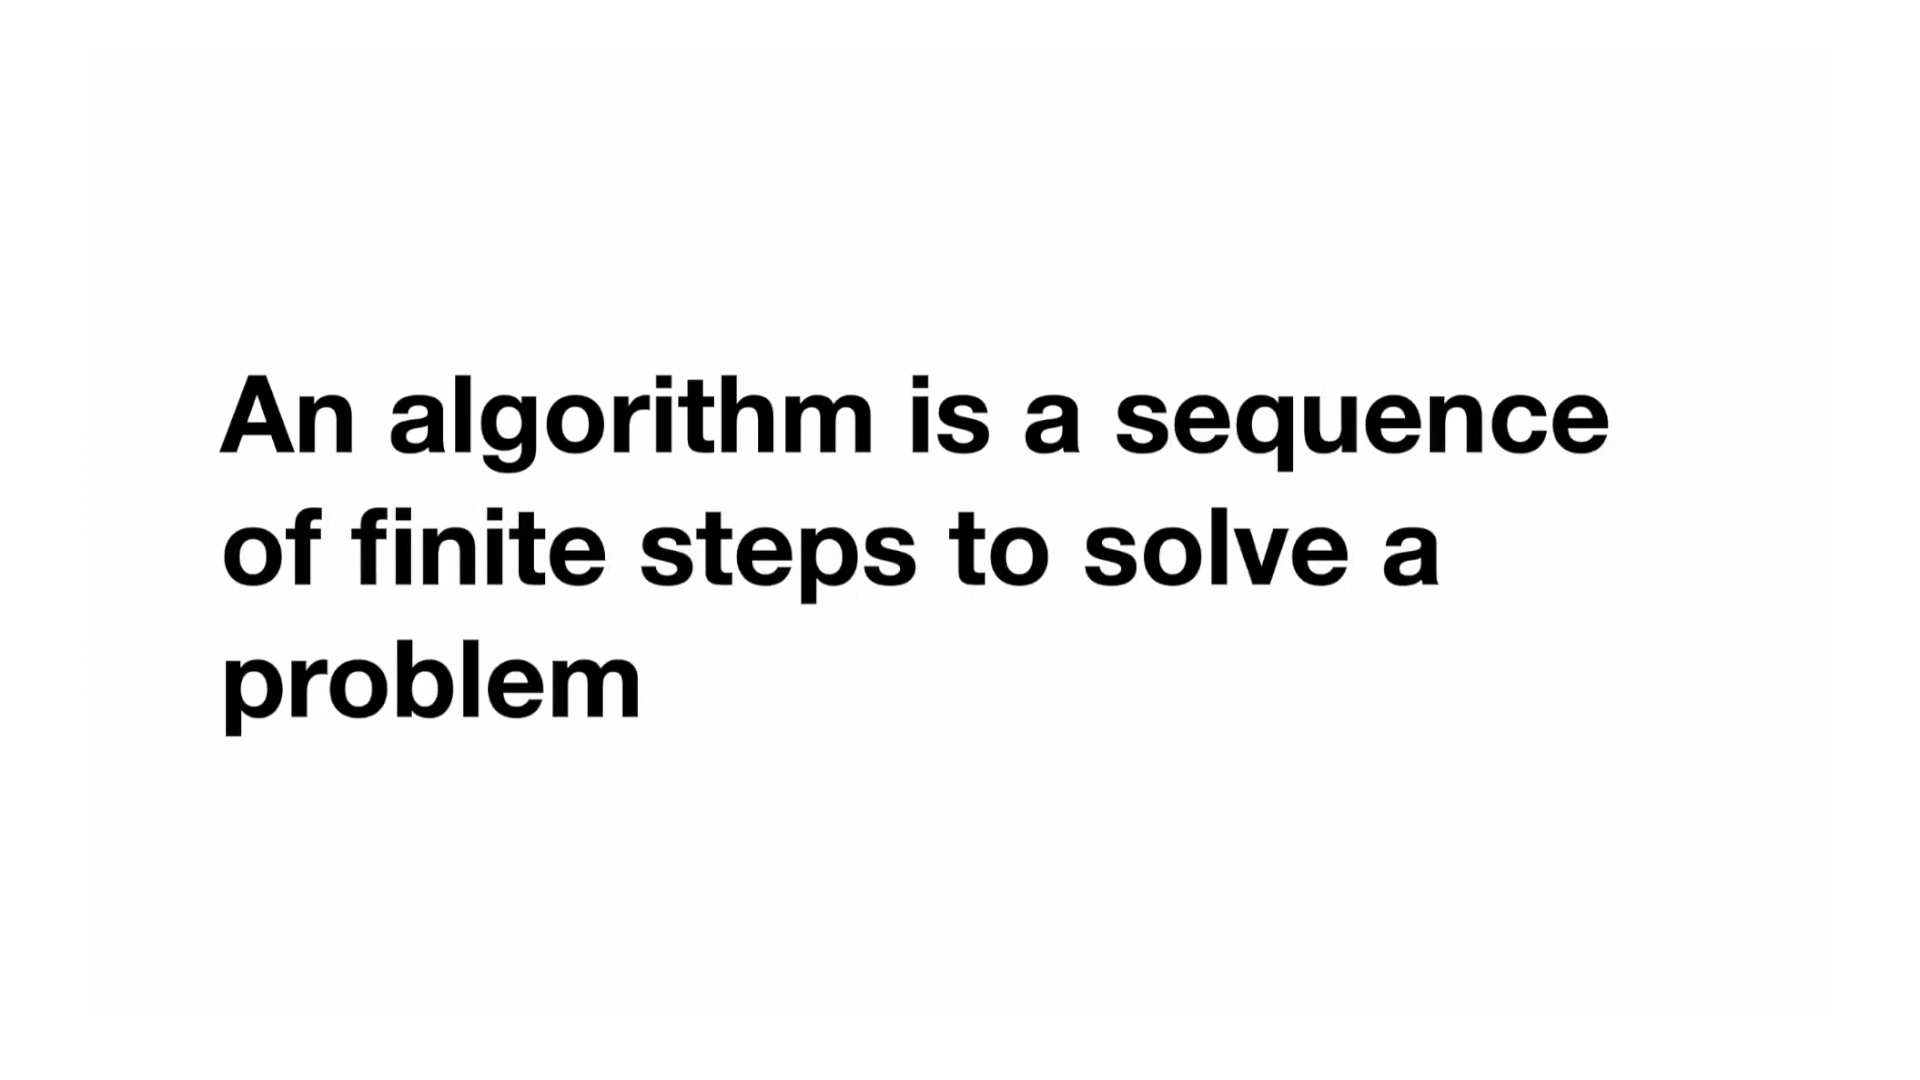 An algorithm is a sequence
of finite steps to solve a
problem